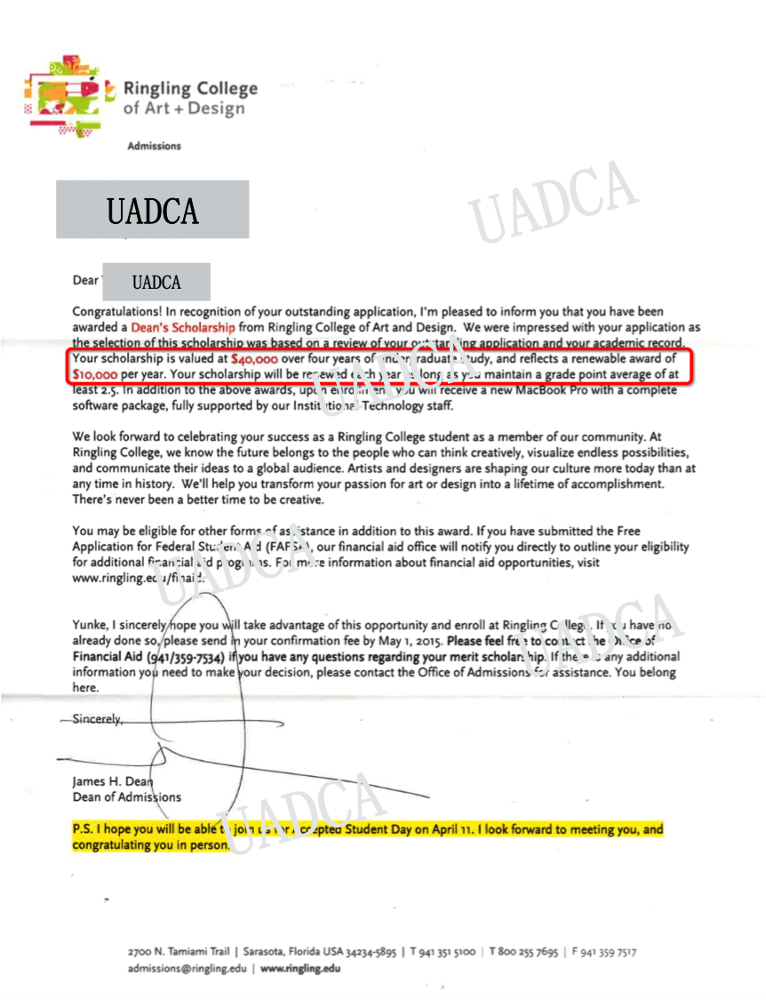 Ringling College
of Art + Design
Admissions
UADCA
UADCA
Dear
UADCA
Congratulations! In recognition of your outstanding application, I'm pleased to inform you that you have been
awarded a Dean's Scholarship from Ringling College of Art and Design. We were impressed with your application as
the selection of this scholarship was based on a review of your outstanding application and your academic record.
Your scholarship is valued at $40,000 over four years of undergraduate study, and reflects a renewable award of
$10,000 per year. Your scholarship will be renewed each year as long as you maintain a grade point average of at
least 2.5. In addition to the above awards, upon enrollment you will receive a new MacBook Pro with a complete
software package, fully supported by our Institutional Technology staff.
UADCA
We look forward to celebrating your success as a Ringling College student as a member of our community. At
Ringling College, we know the future belongs to the people who can think creatively, visualize endless possibilities,
and communicate their ideas to a global audience. Artists and designers are shaping our culture more today than at
any time in history. We'll help you transform your passion for art or design into a lifetime of accomplishment.
There's never been a better time to be creative.
You may be eligible for other forms of assistance in addition to this award. If you have submitted the Free
Application for Federal Student Aid (FAFSA), our financial aid office will notify you directly to outline your eligibility
for additional financial aid programs. For more information about financial aid opportunities, visit
www.ringling.edu/finaid.
UADCA
Yunke, I sincerely hope you will take advantage of this opportunity and enroll at Ringling College. If you have no
already done so, please send in your confirmation fee by May 1, 2015. Please feel free to contact the Office of
Financial Aid (941/359-7534) if you have any questions regarding your merit scholarship. If there is any additional
information you need to make your decision, please contact the Office of Admissions for assistance. You belong
here.
UADCA
Sincerely,
James H. Dean
Dean of Admissions
UADCA
P.S. I hope you will be able to join us for Accepted Student Day on April 11. I look forward to meeting you, and
congratulating you in person.
2700 N. Tamiami Trail | Sarasota, Florida USA 34234-5895 | T 941 351 5100 | T 800 255 7695 | F 941 359 7517
admissions@ringling.edu | www.ringling.edu